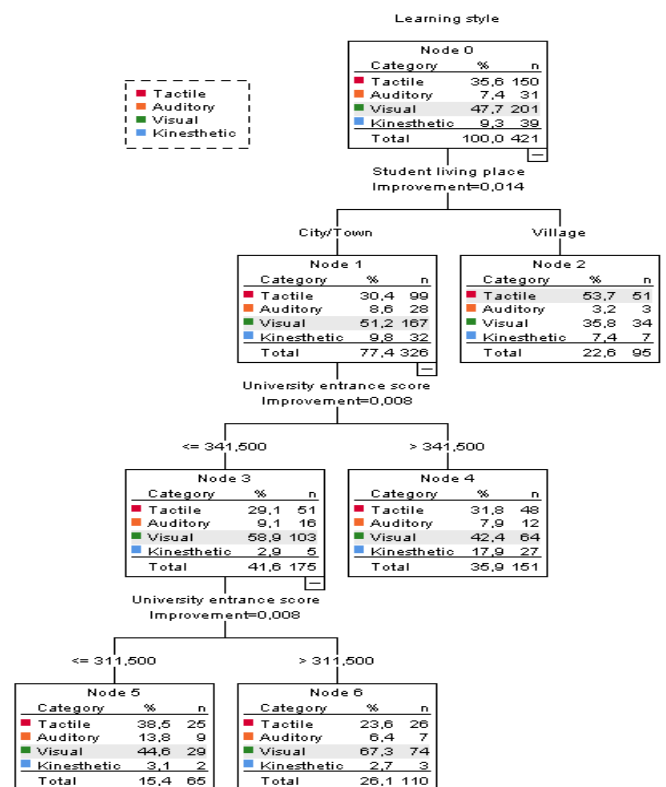 Learning style
Tactile
Auditory
Visual
Kinesthetic
Node 0
Category % n
Tactile 35,6 150
Auditory 7,4 31
Visual 47,7 201
Kinesthetic 9,3 39
Total 100,0 421
Student living place
Improvement=0,014
City/Town
Village
Node 1
Category % n
Tactile 30,4 99
Auditory 8,6 28
Visual 51,2 167
Kinesthetic 9,8 32
Total 77,4 326
Node 2
Category % n
Tactile 53,7 51
Auditory 3,2 3
Visual 35,8 34
Kinesthetic 7,4 7
Total 22,6 95
University entrance score
Improvement=0,008
<= 341,500
> 341,500
Node 3
Category % n
Tactile 29,1 51
Auditory 9,1 16
Visual 58,9 103
Kinesthetic 2,9 5
Total 41,6 175
Node 4
Category % n
Tactile 31,8 48
Auditory 7,9 12
Visual 42,4 64
Kinesthetic 17,9 27
Total 35,9 151
University entrance score
Improvement=0,008
<= 311,500
> 311,500
Node 5
Category % n
Tactile 38,5 25
Auditory 13,8 9
Visual 44,6 29
Kinesthetic 3,1 2
Total 15,4 65
Node 6
Category % n
Tactile 23,6 26
Auditory 6,4 7
Visual 67,3 74
Kinesthetic 2,7 3
Total 26,1 110